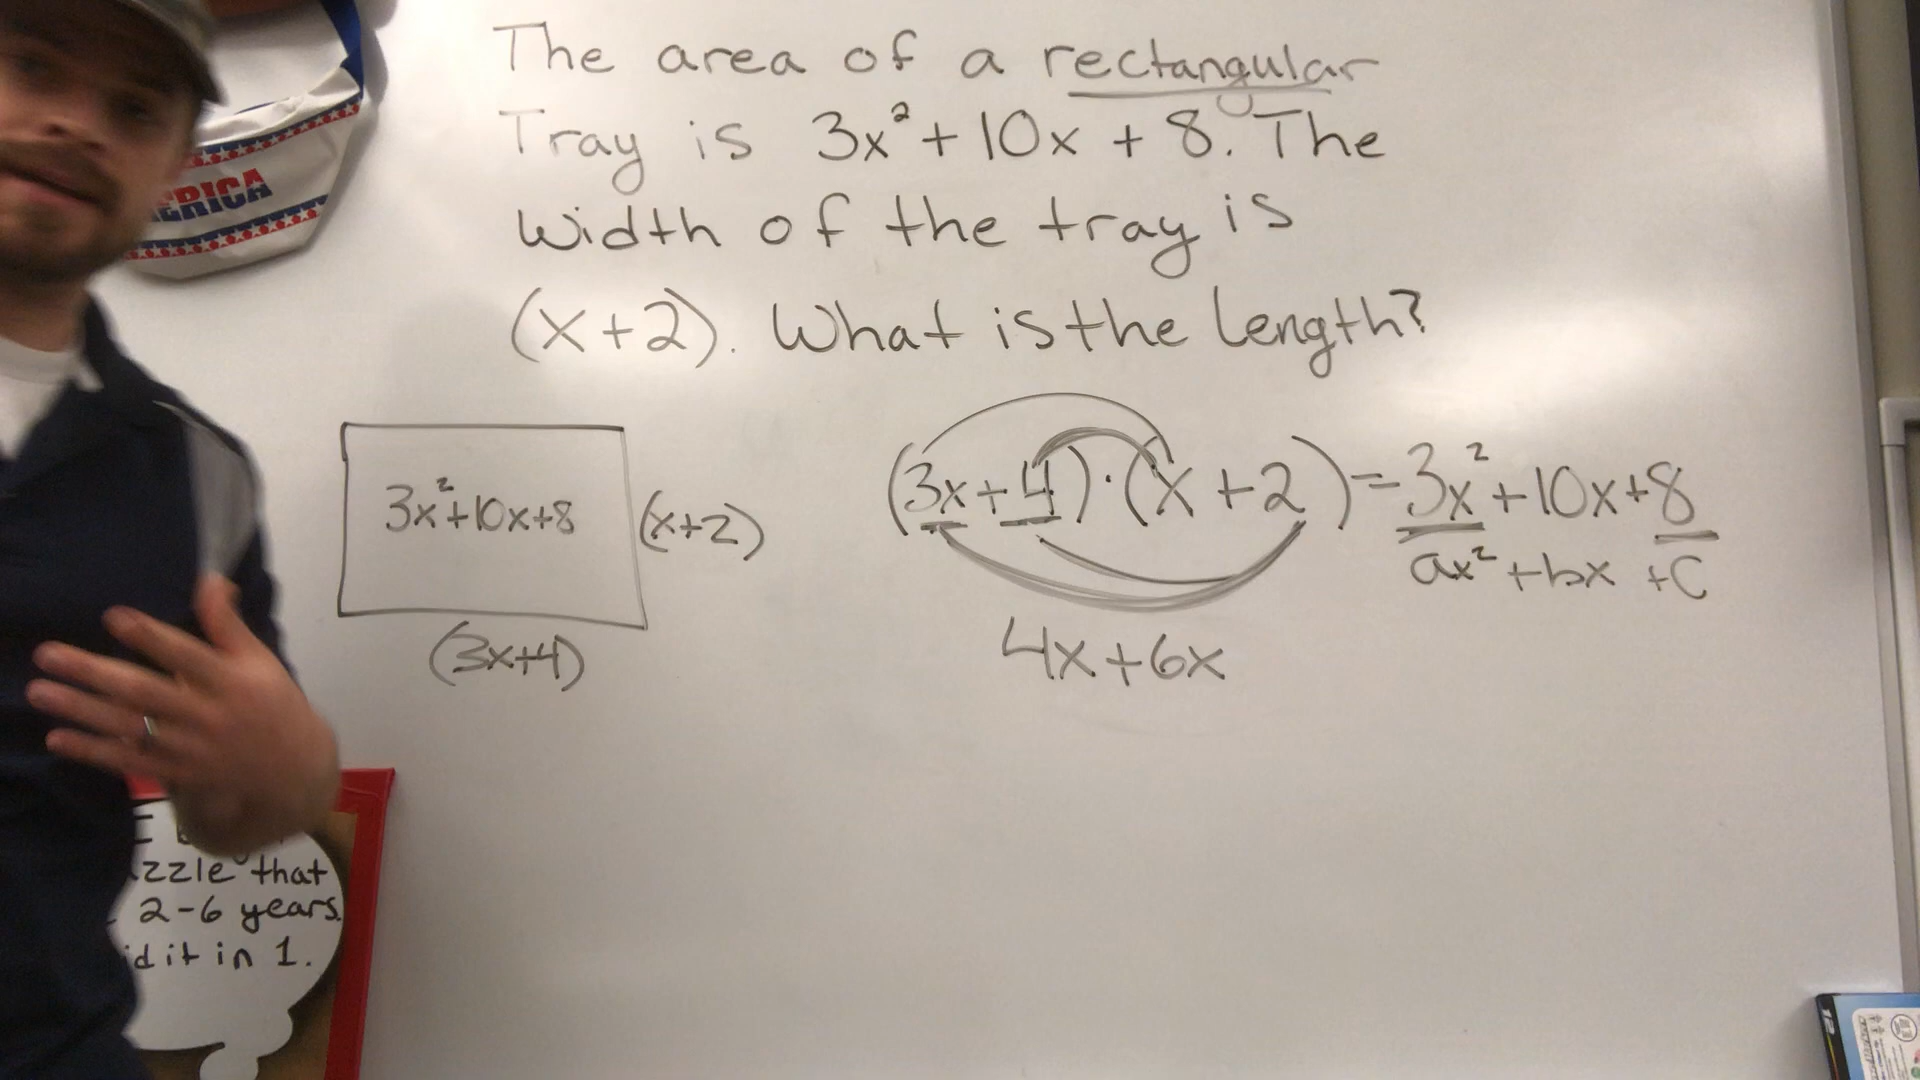 The area of a rectangular
Tray is 3x²+10x+8. The
width of the tray is
(x+2). What is the length?
3x²+10x+8
(x+2)
(3x+4)
(3x+4)·(x+2)=3x²+10x+8
ax²+bx+c
4x+6x
ERICA
I
zzle that
2-6 years.
id it in 1.
12